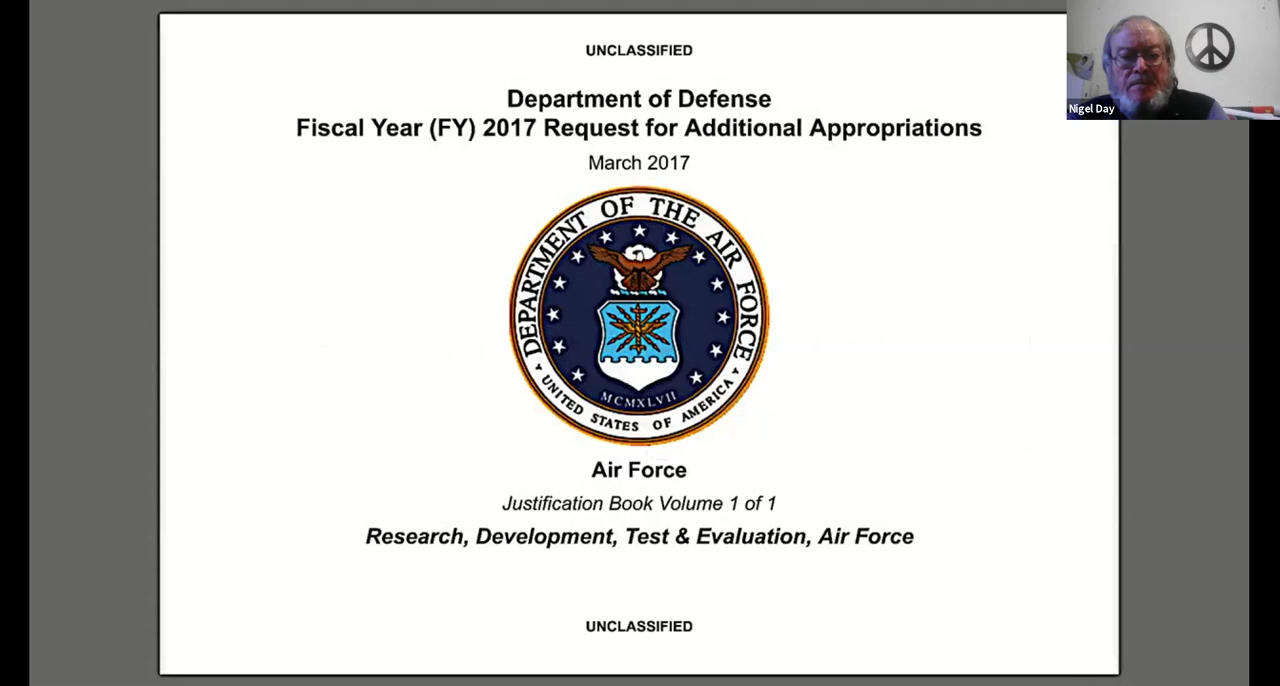 UNCLASSIFIED
Department of Defense
Fiscal Year (FY) 2017 Request for Additional Appropriations
March 2017
DEPARTMENT OF THE AIR FORCE
MCMXLVII
UNITED STATES OF AMERICA
Air Force
Justification Book Volume 1 of 1
Research, Development, Test & Evaluation, Air Force
UNCLASSIFIED
Nigel Day